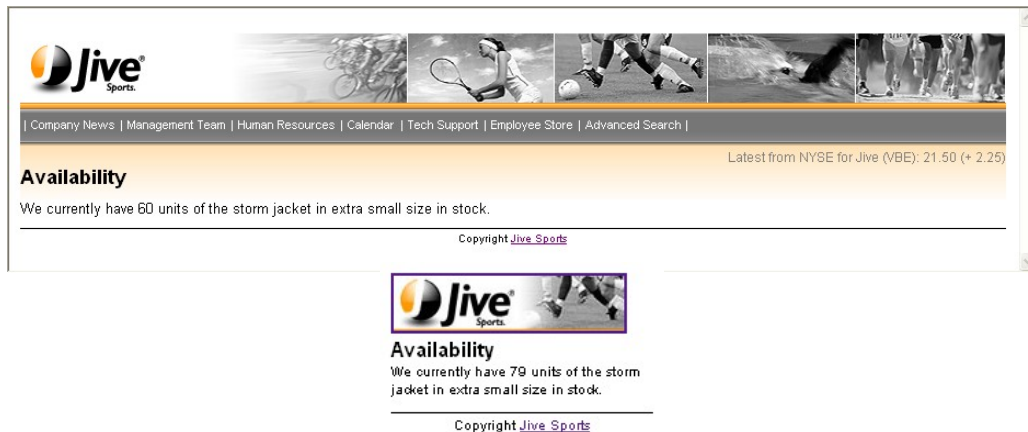 Jive®
Sports.
| Company News | Management Team | Human Resources | Calendar | Tech Support | Employee Store | Advanced Search |
Latest from NYSE for Jive (VBE): 21.50 (+ 2.25)
Availability
We currently have 60 units of the storm jacket in extra small size in stock.
Copyright Jive Sports
Jive®
Sports.
Availability
We currently have 79 units of the storm
jacket in extra small size in stock.
Copyright Jive Sports